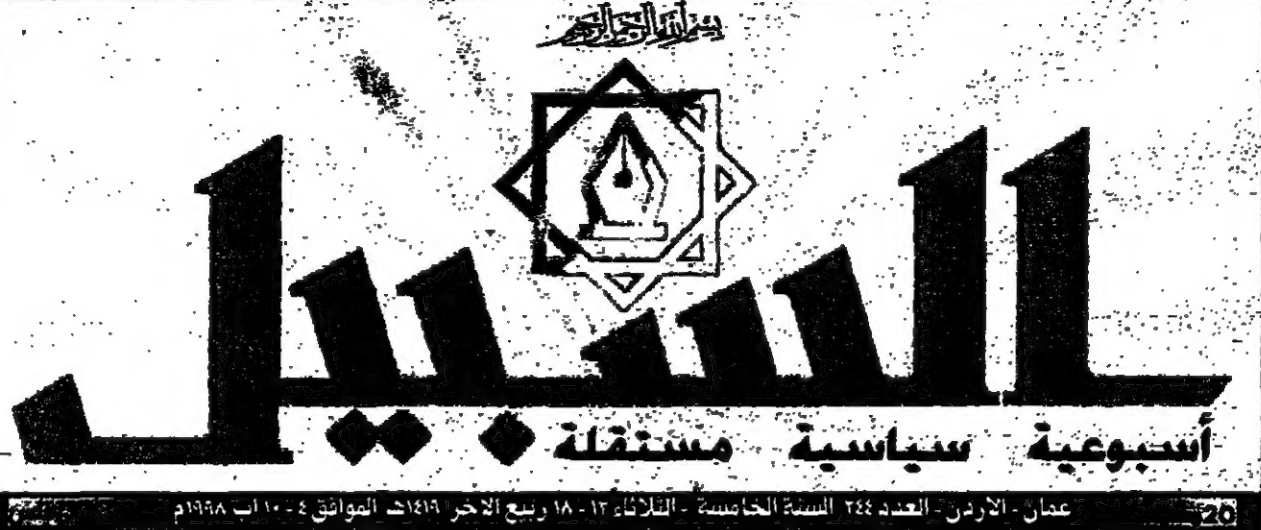 بسم الله الرحمن الرحيم
السبيل
أسبوعية سياسية مستقلة
20
عمان - الاردن - العدد ٢٤٤ السنة الخامسة - الثلاثاء ١٢ - ١٨ ربيع الاخر ١٤١٩هـ الموافق ٤ - ١٠ اب ١٩٩٨م